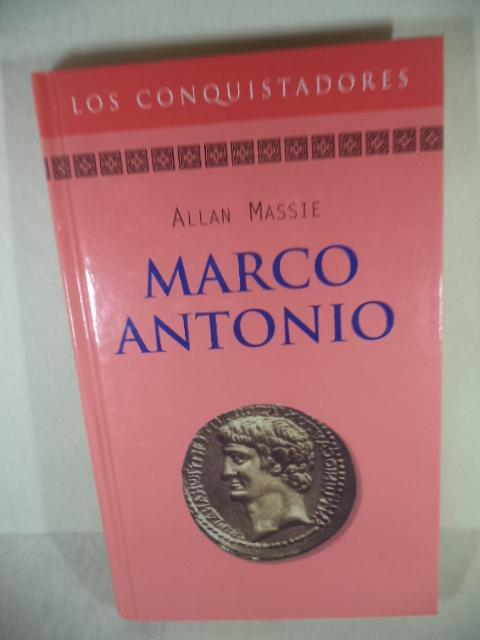 LOS CONQUISTADORES
ALLAN MASSIE
MARCO
ANTONIO